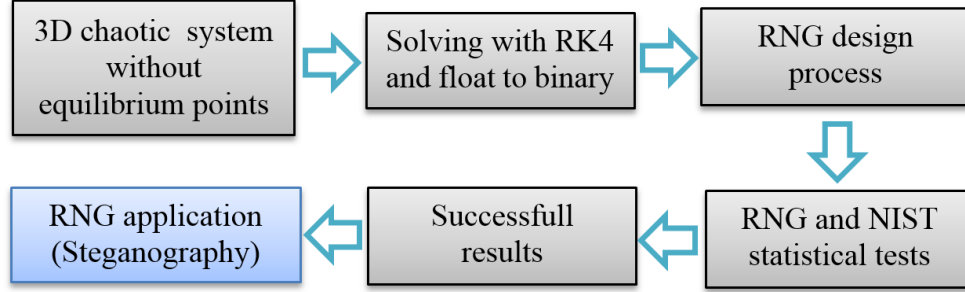 3D chaotic system
without
equilibrium points
Solving with RK4
and float to binary
RNG design
process
RNG and NIST
statistical tests
Successfull
results
RNG application
(Steganography)